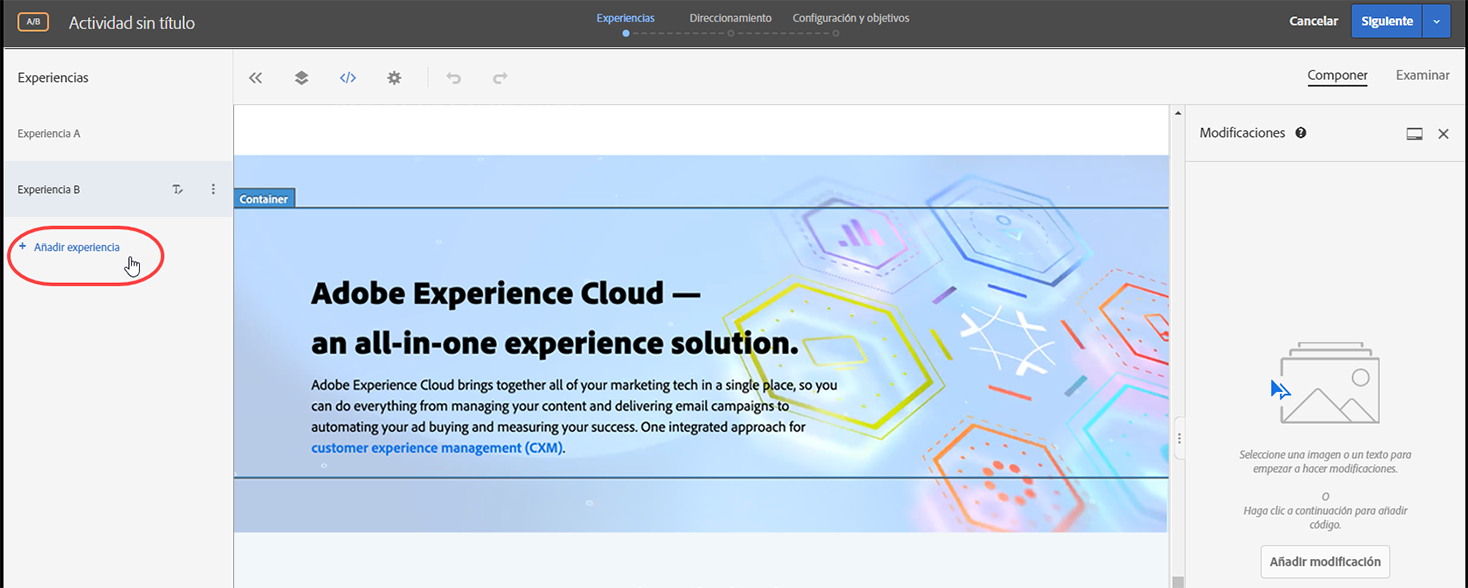 A/B
Actividad sin título
Experiencias
Direccionamiento
Configuración y objetivos
Cancelar
Siguiente
Experiencias
Componer
Examinar
Experiencia A
Experiencia B
+ Añadir experiencia
Container
Adobe Experience Cloud —
an all-in-one experience solution.
Adobe Experience Cloud brings together all of your marketing tech in a single place, so you
can do everything from managing your content and delivering email campaigns to
automating your ad buying and measuring your success. One integrated approach for
customer experience management (CXM).
Modificaciones
Seleccione una imagen o un texto para
empezar a hacer modificaciones.
O
Haga clic a continuación para añadir
código.
Añadir modificación